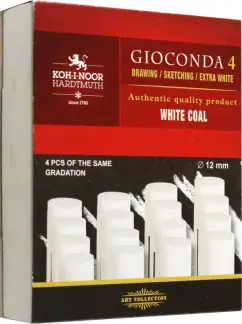 GIOCONDA 4
DRAWING / SKETCHING / EXTRA WHITE
KOH-I-NOOR
HARDTMUTH
since 1790
Authentic quality product
WHITE COAL
4 PCS OF THE SAME
GRADATION
Ø 12 mm
ART COLLECTION